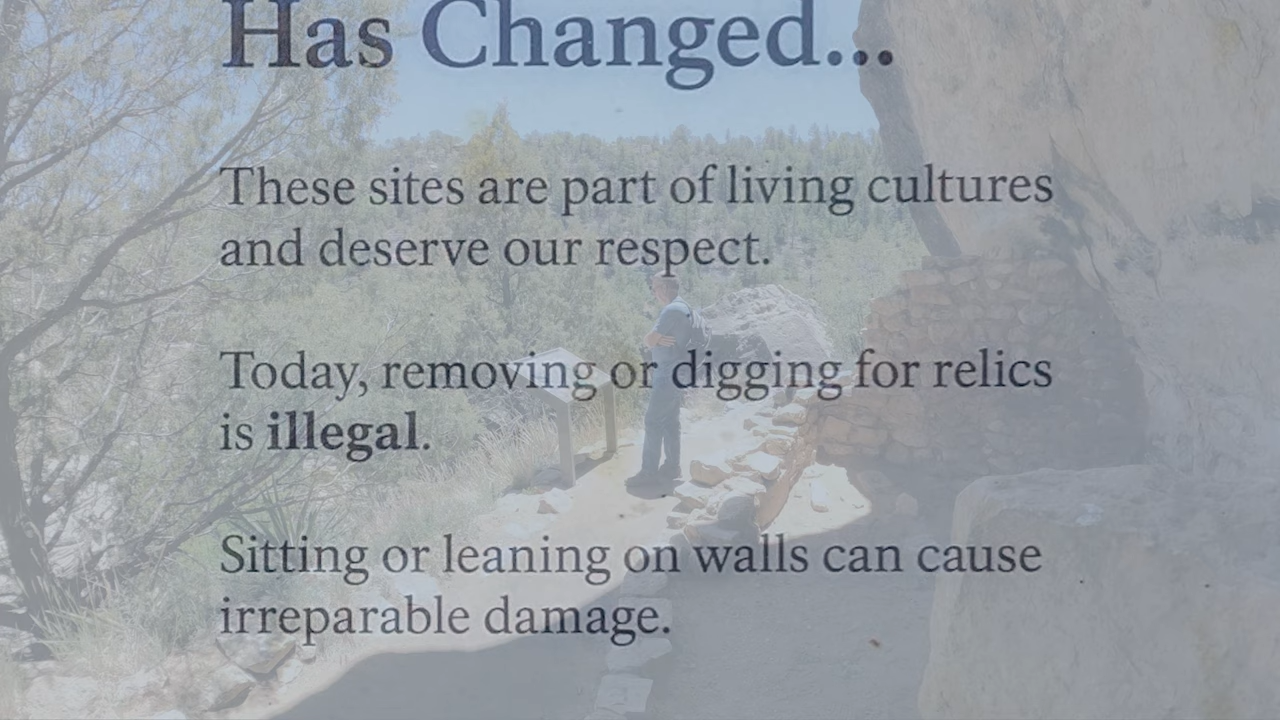 Has Changed...
These sites are part of living cultures
and deserve our respect.
Today, removing or digging for relics
is illegal.
Sitting or leaning on walls can cause
irreparable damage.